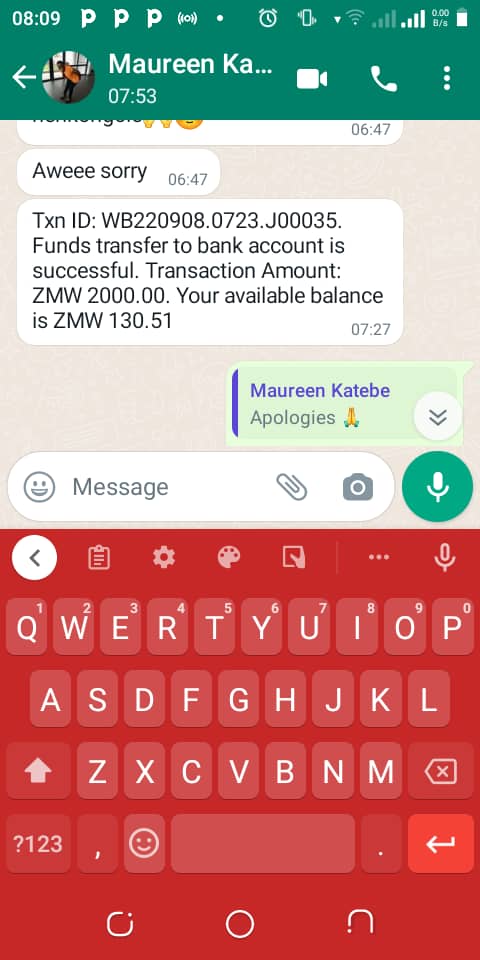 08:09
0.00
B/s
Maureen Ka...
07:53
06:47
Aweee sorry
06:47
Txn ID: WB220908.0723.J00035.
Funds transfer to bank account is
successful. Transaction Amount:
ZMW 2000.00. Your available balance
is ZMW 130.51
07:27
Maureen Katebe
Apologies 🙏
Message
1 2 3 4 5 6 7 8 9 0
Q W E R T Y U I O P
A S D F G H J K L
Z X C V B N M
?123 , .